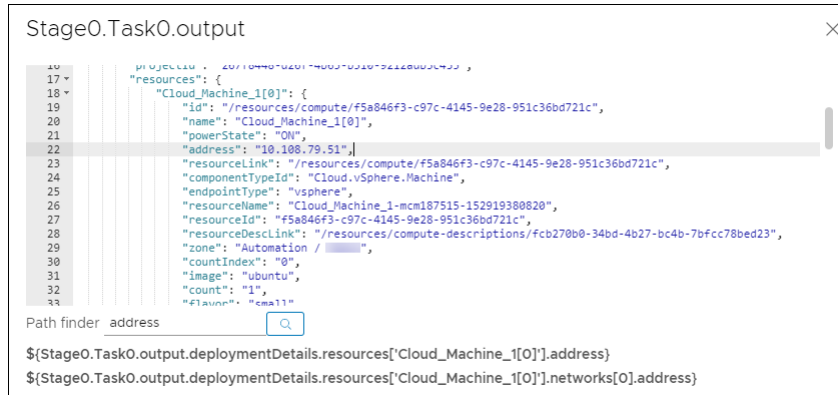 Stage0.Task0.output
17 "resources": {
18 "Cloud_Machine_1[0]": {
19 "id": "/resources/compute/f5a846f3-c97c-4145-9e28-951c36bd721c",
20 "name": "Cloud_Machine_1[0]",
21 "powerState": "ON",
22 "address": "10.108.79.51",
23 "resourceLink": "/resources/compute/f5a846f3-c97c-4145-9e28-951c36bd721c",
24 "componentTypeId": "Cloud.vSphere.Machine",
25 "endpointType": "vsphere",
26 "resourceName": "Cloud_Machine_1-mcm187515-152919380820",
27 "resourceId": "f5a846f3-c97c-4145-9e28-951c36bd721c",
28 "resourceDescLink": "/resources/compute-descriptions/fcb270b0-34bd-4b27-bc4b-7bfcc78bed23",
29 "zone": "Automation / ",
30 "countIndex": "0",
31 "image": "ubuntu",
32 "count": "1",
33 "flavor": "small"
Path finder address
${Stage0.Task0.output.deploymentDetails.resources['Cloud_Machine_1[0]'].address}
${Stage0.Task0.output.deploymentDetails.resources['Cloud_Machine_1[0]'].networks[0].address}